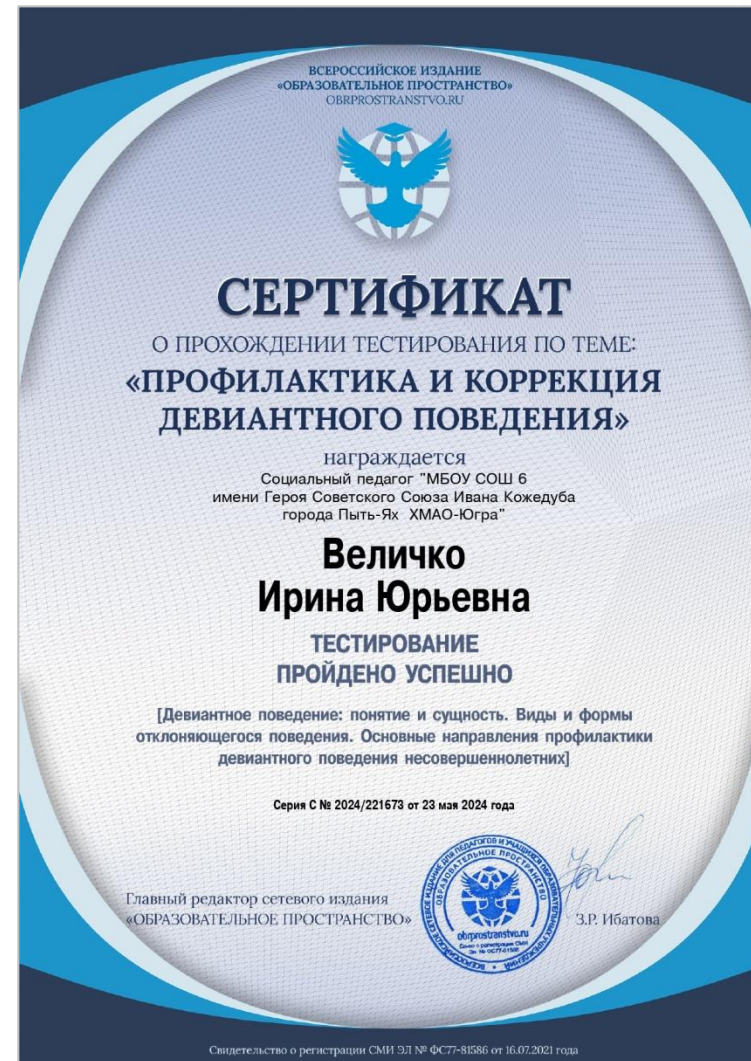 ВСЕРОССИЙСКОЕ ИЗДАНИЕ
«ОБРАЗОВАТЕЛЬНОЕ ПРОСТРАНСТВО»
OBRPROSTRANSTVO.RU
СЕРТИФИКАТ
О ПРОХОЖДЕНИИ ТЕСТИРОВАНИЯ ПО ТЕМЕ:
«ПРОФИЛАКТИКА И КОРРЕКЦИЯ
ДЕВИАНТНОГО ПОВЕДЕНИЯ»
награждается
Социальный педагог "МБОУ СОШ 6
имени Героя Советского Союза Ивана Кожедуба
города Пыть-Ях ХМАО-Югра"
Величко
Ирина Юрьевна
ТЕСТИРОВАНИЕ
ПРОЙДЕНО УСПЕШНО
[Девиантное поведение: понятие и сущность. Виды и формы
отклоняющегося поведения. Основные направления профилактики
девиантного поведения несовершеннолетних]
Серия С № 2024/221673 от 23 мая 2024 года
Главный редактор сетевого издания
«ОБРАЗОВАТЕЛЬНОЕ ПРОСТРАНСТВО»
ОБРАЗОВАТЕЛЬНОЕ ПРОСТРАНСТВО
obrprostranstvo.ru
З.Р. Ибатова
Свидетельство о регистрации СМИ ЭЛ № ФС77-81586 от 16.07.2021 года